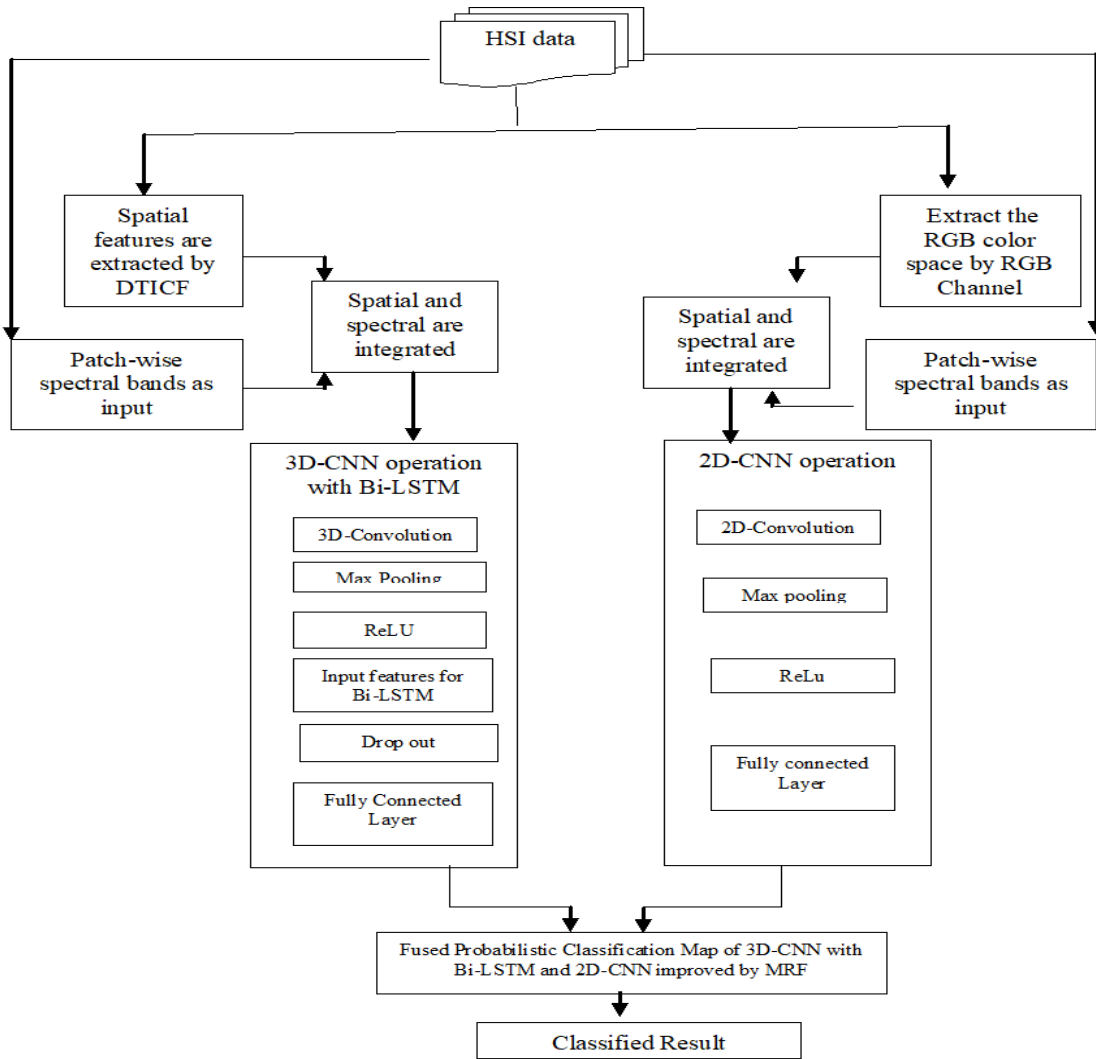 HSI data
Spatial
features are
extracted by
DTICF
Extract the
RGB color
space by RGB
Channel
Spatial and
spectral are
integrated
Spatial and
spectral are
integrated
Patch-wise
spectral bands as
input
Patch-wise
spectral bands as
input
3D-CNN operation
with Bi-LSTM
3D-Convolution
Max Pooling
ReLU
Input features for
Bi-LSTM
Drop out
Fully Connected
Layer
2D-CNN operation
2D-Convolution
Max pooling
ReLu
Fully connected
Layer
Fused Probabilistic Classification Map of 3D-CNN with
Bi-LSTM and 2D-CNN improved by MRF
Classified Result